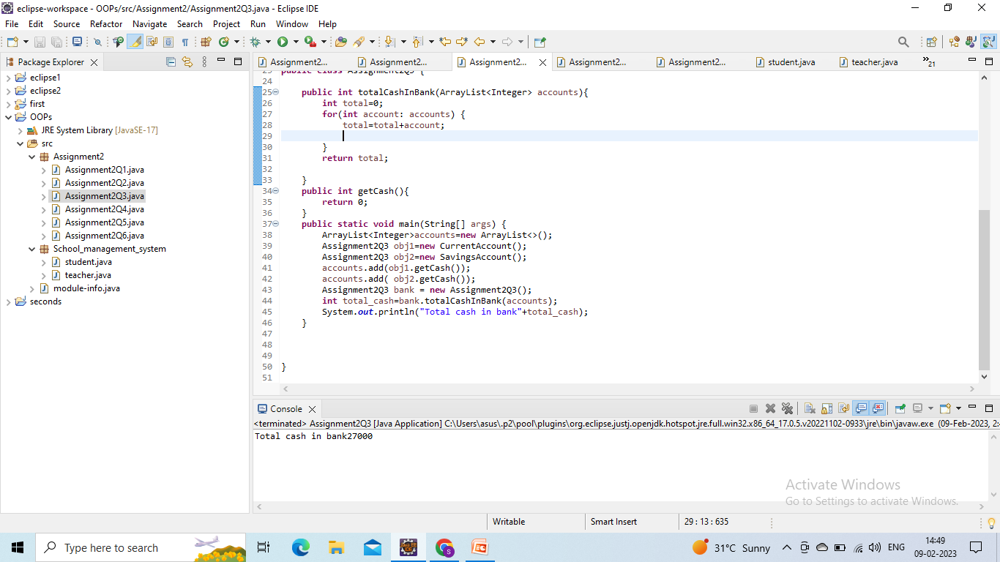 eclipse-workspace - OOPs/src/Assignment2/Assignment2Q3.java - Eclipse IDE
File Edit Source Refactor Navigate Search Project Run Window Help
Package Explorer
eclipse1
eclipse2
first
OOPs
JRE System Library [JavaSE-17]
src
Assignment2
Assignment2Q1.java
Assignment2Q2.java
Assignment2Q3.java
Assignment2Q4.java
Assignment2Q5.java
Assignment2Q6.java
School_management_system
student.java
teacher.java
module-info.java
seconds
Assignment2... Assignment2... Assignment2... Assignment2... Assignment2... student.java teacher.java 21
23 public class Assignment2Q3 {
24
25 public int totalCashInBank(ArrayList<Integer> accounts){
26 int total=0;
27 for(int account: accounts) {
28 total=total+account;
29
30 }
31 return total;
32
33 }
34 public int getCash(){
35 return 0;
36 }
37 public static void main(String[] args) {
38 ArrayList<Integer>accounts=new ArrayList<>();
39 Assignment2Q3 obj1=new CurrentAccount();
40 Assignment2Q3 obj2=new SavingsAccount();
41 accounts.add(obj1.getCash());
42 accounts.add( obj2.getCash());
43 Assignment2Q3 bank = new Assignment2Q3();
44 int total_cash=bank.totalCashInBank(accounts);
45 System.out.println("Total cash in bank"+total_cash);
46 }
47
48
49
50 }
51
Console
<terminated> Assignment2Q3 [Java Application] C:\Users\asus\.p2\pool\plugins\org.eclipse.justj.openjdk.hotspot.jre.full.win32.x86_64_17.0.5.v20221102-0933\jre\bin\javaw.exe (09-Feb-2023, 2:4
Total cash in bank27000
Activate Windows
Go to Settings to activate Windows.
Writable Smart Insert 29 : 13 : 635
Type here to search
31°C Sunny
ENG
14:49
09-02-2023